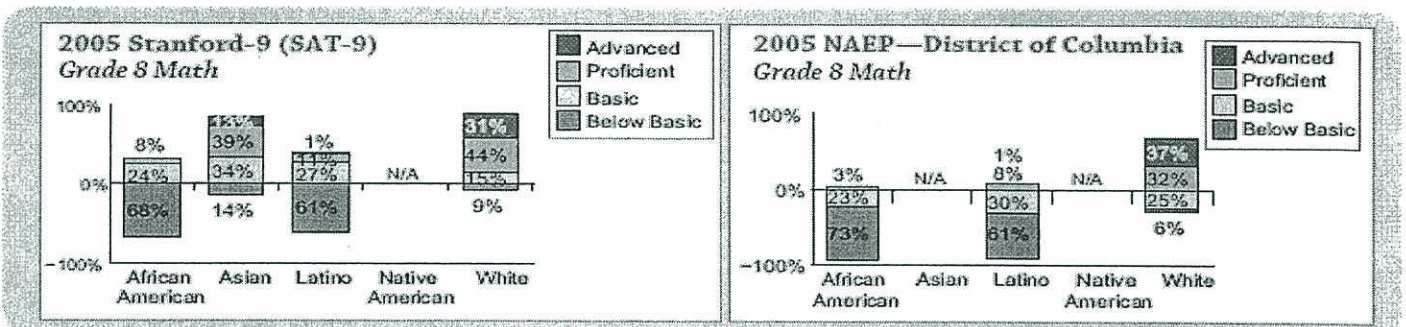 2005 Stanford-9 (SAT-9)
Grade 8 Math
Advanced
Proficient
Basic
Below Basic
100%
0%
-100%
8%
24%
68%
13%
39%
34%
14%
1%
11%
27%
61%
N/A
31%
44%
15%
9%
African American
Asian
Latino
Native American
White
2005 NAEP—District of Columbia
Grade 8 Math
Advanced
Proficient
Basic
Below Basic
100%
0%
-100%
3%
23%
73%
N/A
1%
8%
30%
61%
N/A
37%
32%
25%
6%
African American
Asian
Latino
Native American
White